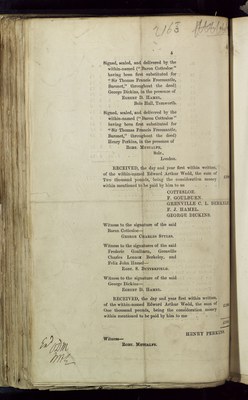 2163
4
Signed, sealed, and delivered by the
within-named ("Baron Cottesloe"
having been first substituted for
"Sir Thomas Francis Freemantle,
Baronet," throughout the deed)
George Dickins, in the presence of
ROBERT B. HAMEL,
Bole Hall, Tamworth.
Signed, sealed, and delivered by the
within-named ("Baron Cottesloe"
having been first substituted for
"Sir Thomas Francis Freemantle,
Baronet," throughout the deed)
Henry Perkins, in the presence of
ROBT. METCALFE,
Solr.,
London.
RECEIVED, the day and year first within written,
of the within-named Edward Arthur Wedd, the sum of
Two thousand pounds, being the consideration money
within mentioned to be paid by him to us
COTTESLOE.
F. GOULBURN.
GRENVILLE C. L. BERKELEY
F. J. HAMEL.
GEORGE DICKINS
Witness to the signature of the said
Baron Cottesloe—
GEORGE CHARLES STYLES.
Witness to the signatures of the said
Frederic Goulburn, Grenville
Charles Lennox Berkeley, and
Felix John Hamel—
ROBT. S. BUTTERFIELD.
Witness to the signature of the said
George Dickins—
ROBERT B. HAMEL.
RECEIVED, the day and year first within written,
of the within-named Edward Arthur Wedd, the sum of
One thousand pounds, being the consideration money
within mentioned to be paid by him to me
HENRY PERKINS
Witness—
ROBT. METCALFE.